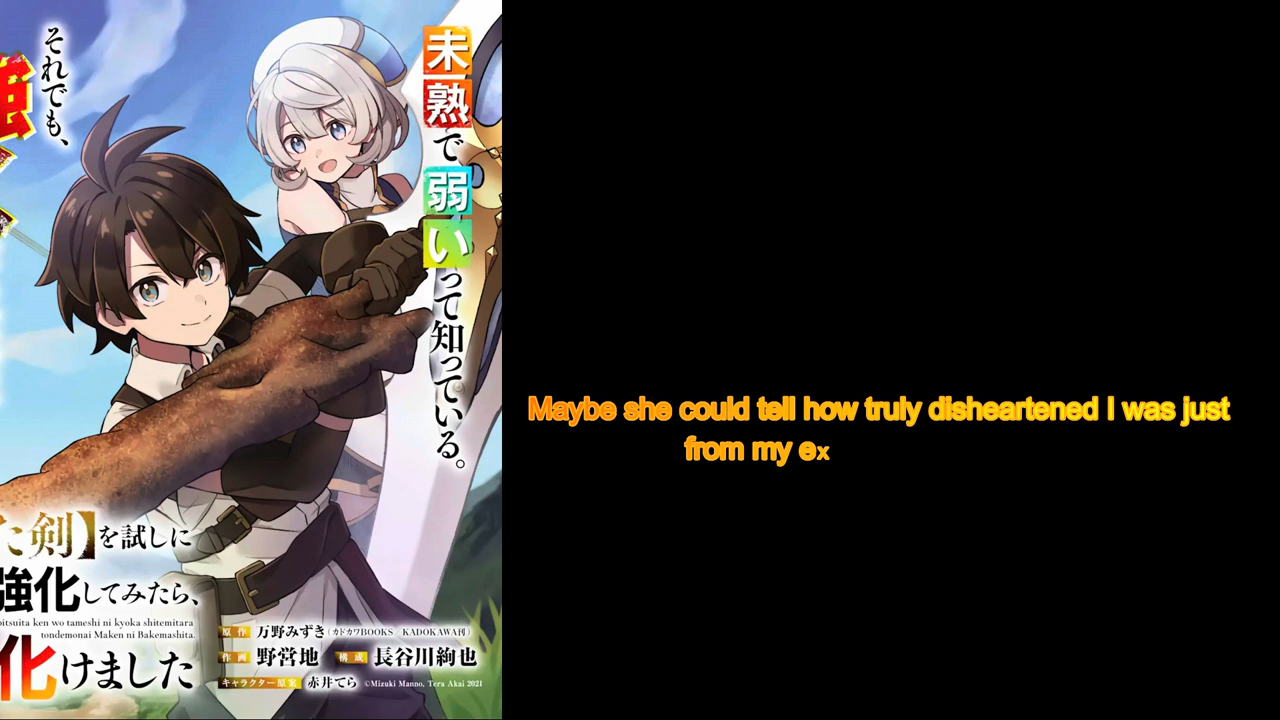 未熟で弱いって知っている。
それでも、
強
た剣】を試しに
強化してみたら、
bitsuita ken wo tameshi ni kyoka shitemitara
tondemonai Maken ni Bakemashita.
化けました
原作 万野みずき(カドカワBOOKS KADOKAWA刊)
作画 野営地 構成 長谷川絢也
キャラクター原案 赤井てら ©Mizuki Manno, Tera Akai 2021
Maybe she could tell how truly disheartened I was just
from my ex